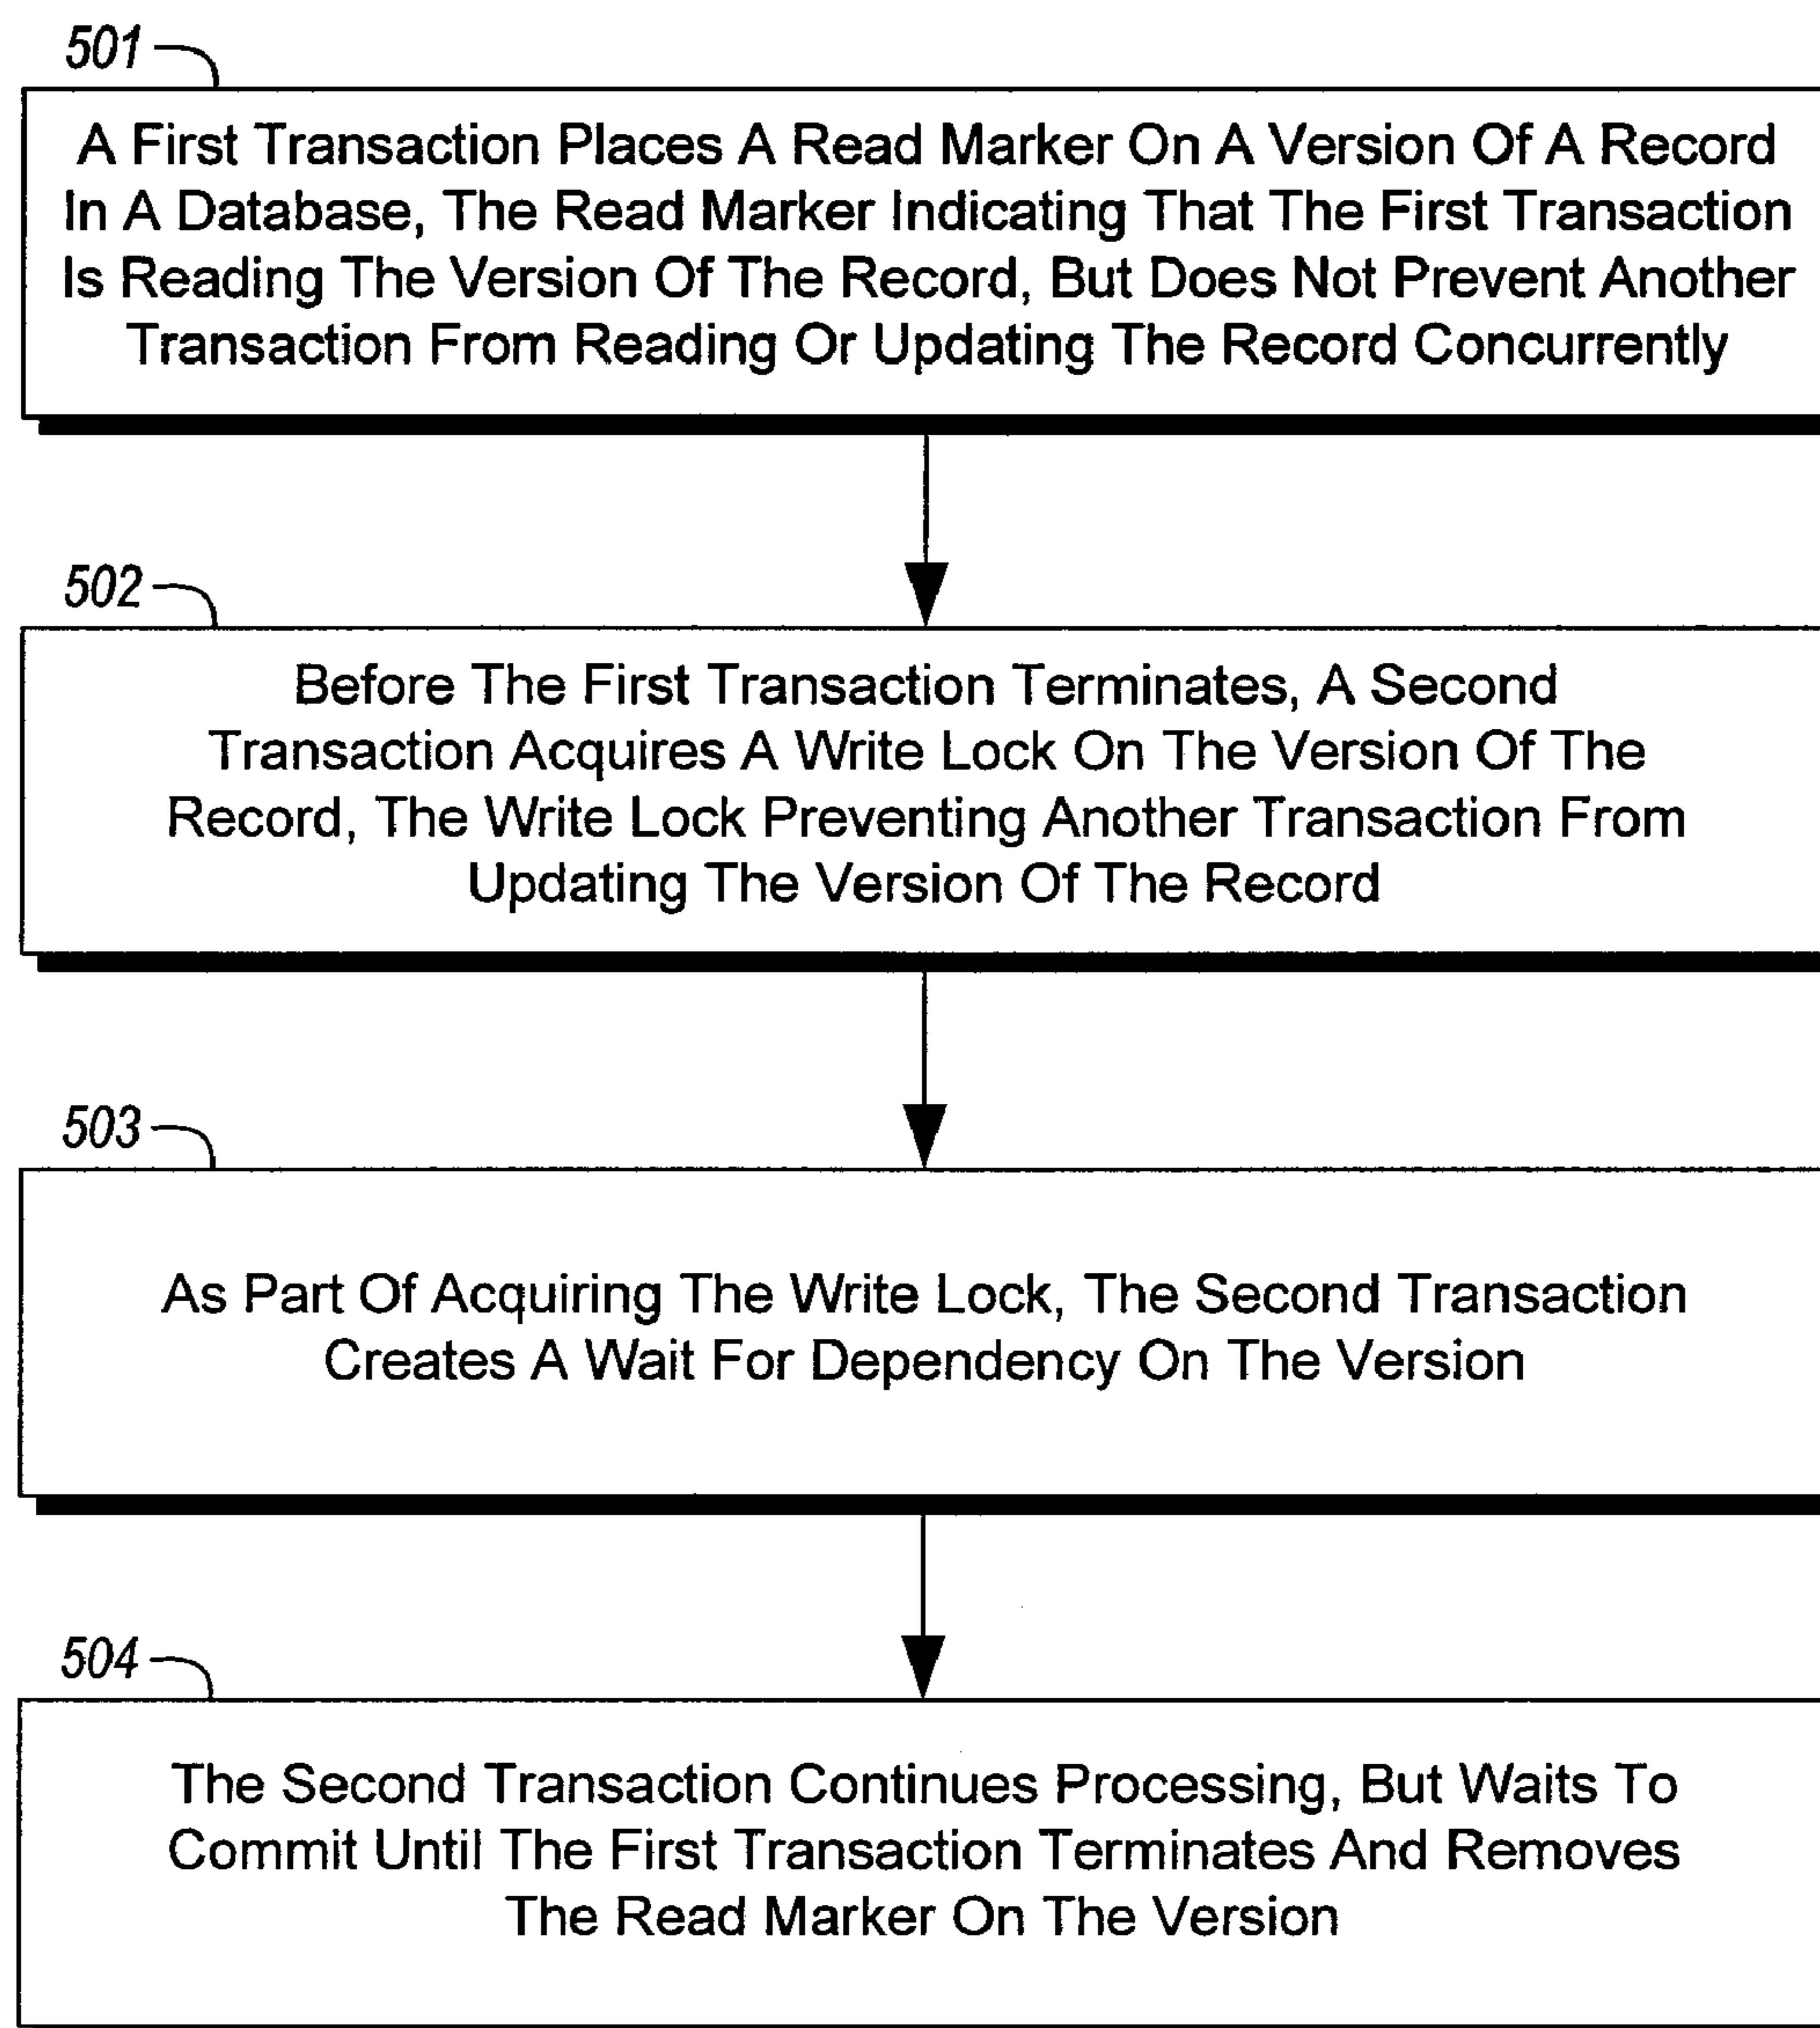 501
A First Transaction Places A Read Marker On A Version Of A Record
In A Database, The Read Marker Indicating That The First Transaction
Is Reading The Version Of The Record, But Does Not Prevent Another
Transaction From Reading Or Updating The Record Concurrently
502
Before The First Transaction Terminates, A Second
Transaction Acquires A Write Lock On The Version Of The
Record, The Write Lock Preventing Another Transaction From
Updating The Version Of The Record
503
As Part Of Acquiring The Write Lock, The Second Transaction
Creates A Wait For Dependency On The Version
504
The Second Transaction Continues Processing, But Waits To
Commit Until The First Transaction Terminates And Removes
The Read Marker On The Version